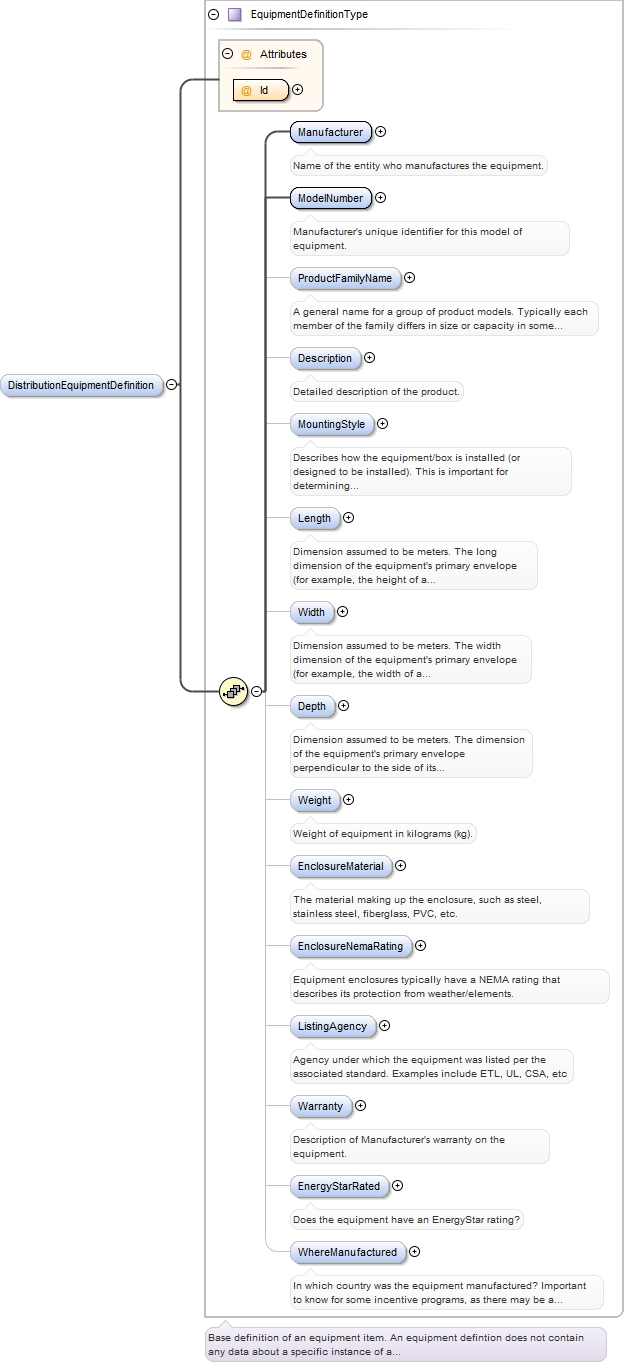 EquipmentDefinitionType
@ Attributes
@ Id
Manufacturer
Name of the entity who manufactures the equipment.
ModelNumber
Manufacturer's unique identifier for this model of
equipment.
ProductFamilyName
A general name for a group of product models. Typically each
member of the family differs in size or capacity in some...
Description
Detailed description of the product.
DistributionEquipmentDefinition
MountingStyle
Describes how the equipment/box is installed (or
designed to be installed). This is important for
determining...
Length
Dimension assumed to be meters. The long
dimension of the equipment's primary envelope
(for example, the height of a...
Width
Dimension assumed to be meters. The width
dimension of the equipment's primary envelope
(for example, the width of a...
Depth
Dimension assumed to be meters. The dimension
of the equipment's primary envelope
perpendicular to the side of its...
Weight
Weight of equipment in kilograms (kg).
EnclosureMaterial
The material making up the enclosure, such as steel,
stainless steel, fiberglass, PVC, etc.
EnclosureNemaRating
Equipment enclosures typically have a NEMA rating that
describes its protection from weather/elements.
ListingAgency
Agency under which the equipment was listed per the
associated standard. Examples include ETL, UL, CSA, etc
Warranty
Description of Manufacturer's warranty on the
equipment.
EnergyStarRated
Does the equipment have an EnergyStar rating?
WhereManufactured
In which country was the equipment manufactured? Important
to know for some incentive programs, as there may be a...
Base definition of an equipment item. An equipment defintion does not contain
any data about a specific instance of a...